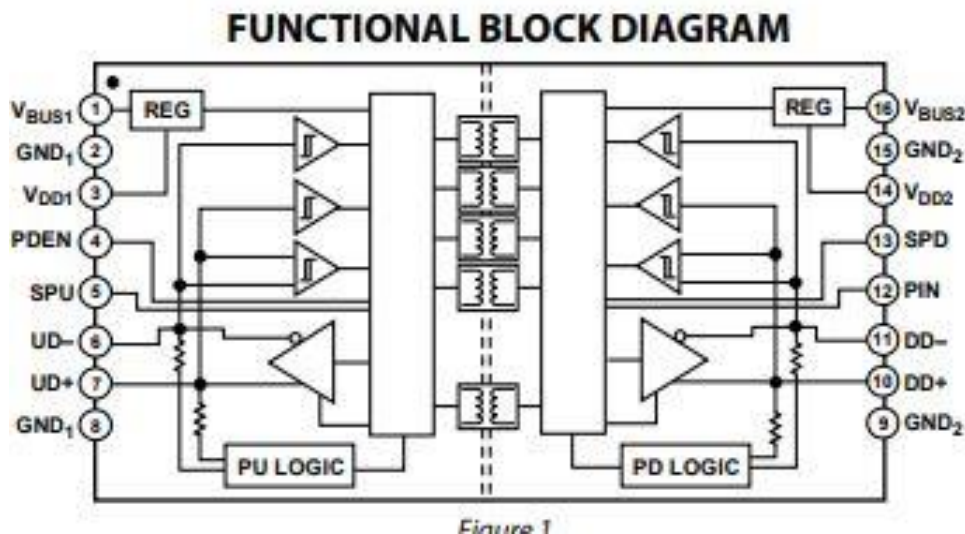 FUNCTIONAL BLOCK DIAGRAM
VBUS1 1 REG REG 16 VBUS2
GND1 2 15 GND2
VDD1 3 14 VDD2
PDEN 4 13 SPD
SPU 5 12 PIN
UD– 6 11 DD–
UD+ 7 10 DD+
GND1 8 9 GND2
PU LOGIC PD LOGIC
Figure 1